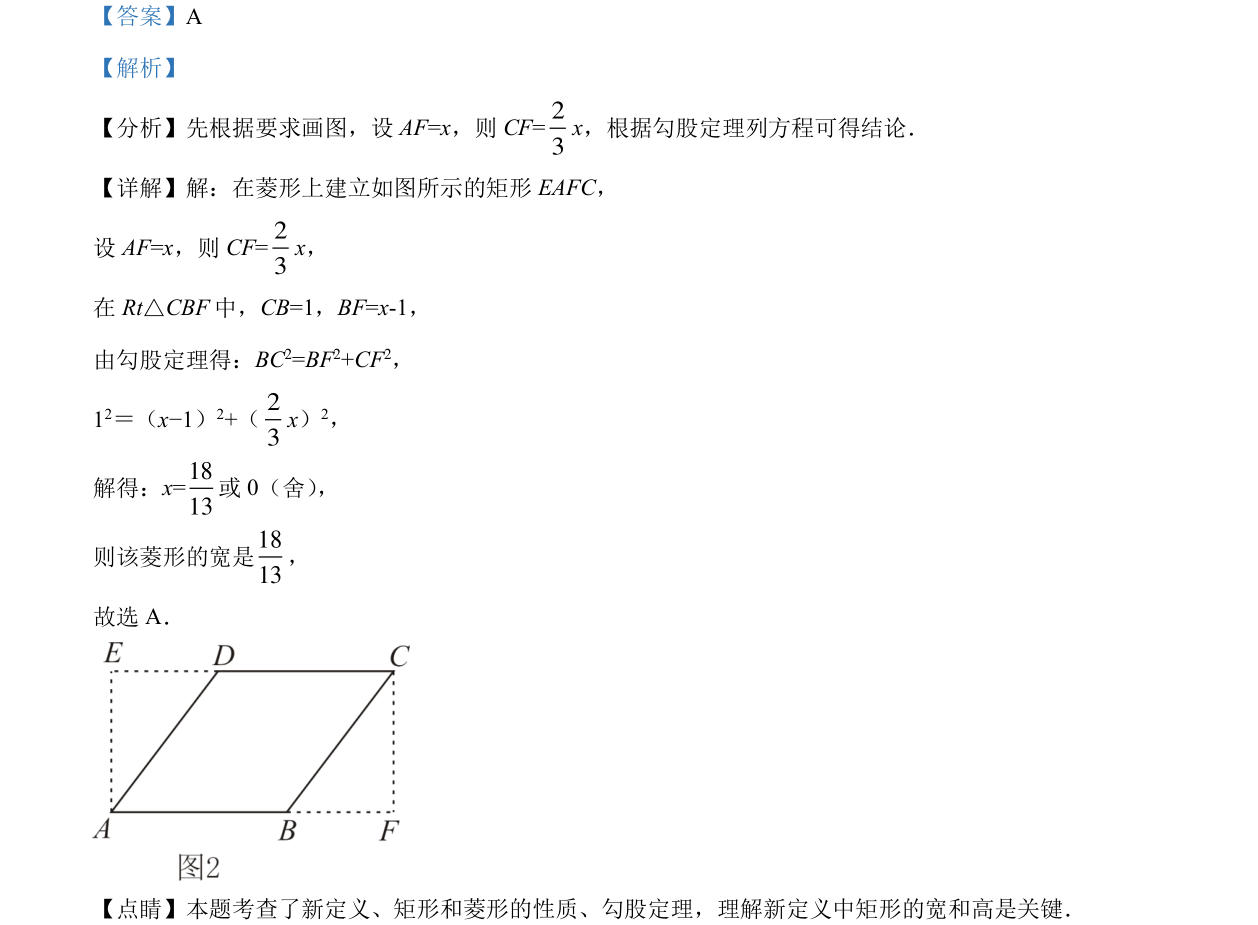 【答案】A
【解析】
【分析】先根据要求画图，设 AF=x，则 CF=2/3 x，根据勾股定理列方程可得结论．
【详解】解：在菱形上建立如图所示的矩形 EAFC，
设 AF=x，则 CF=2/3 x，
在 Rt△CBF 中，CB=1，BF=x-1，
由勾股定理得：BC²=BF²+CF²，
1²＝（x−1）²+（2/3 x）²，
解得：x=18/13 或 0（舍），
则该菱形的宽是18/13，
故选 A．
E D C
A B F
图2
【点睛】本题考查了新定义、矩形和菱形的性质、勾股定理，理解新定义中矩形的宽和高是关键．